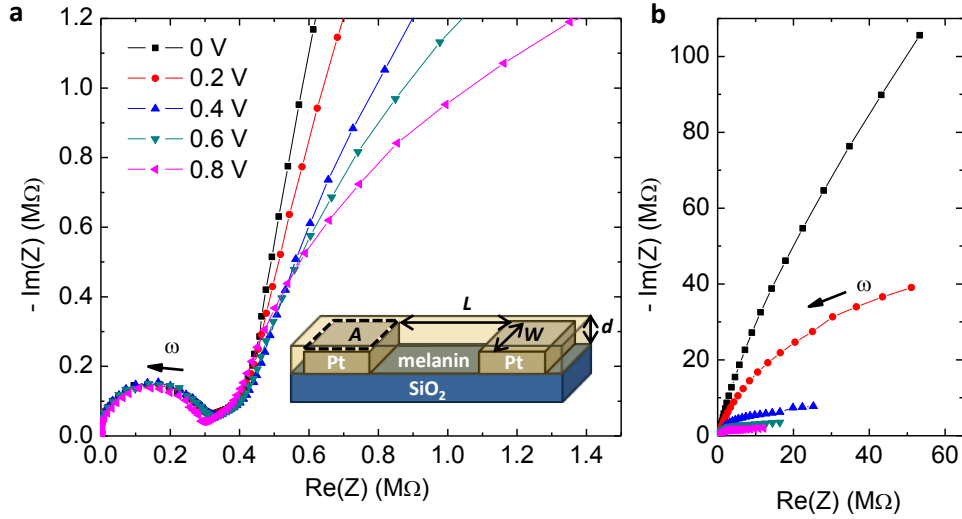 a
- Im(Z) (MΩ)
1.2
1.0
0.8
0.6
0.4
0.2
0.0
0 V
0.2 V
0.4 V
0.6 V
0.8 V
ω
L
A
W
d
Pt
melanin
Pt
SiO₂
0.0 0.2 0.4 0.6 0.8 1.0 1.2 1.4
Re(Z) (MΩ)
b
- Im(Z) (MΩ)
100
80
60
40
20
0
ω
0 20 40 60
Re(Z) (MΩ)